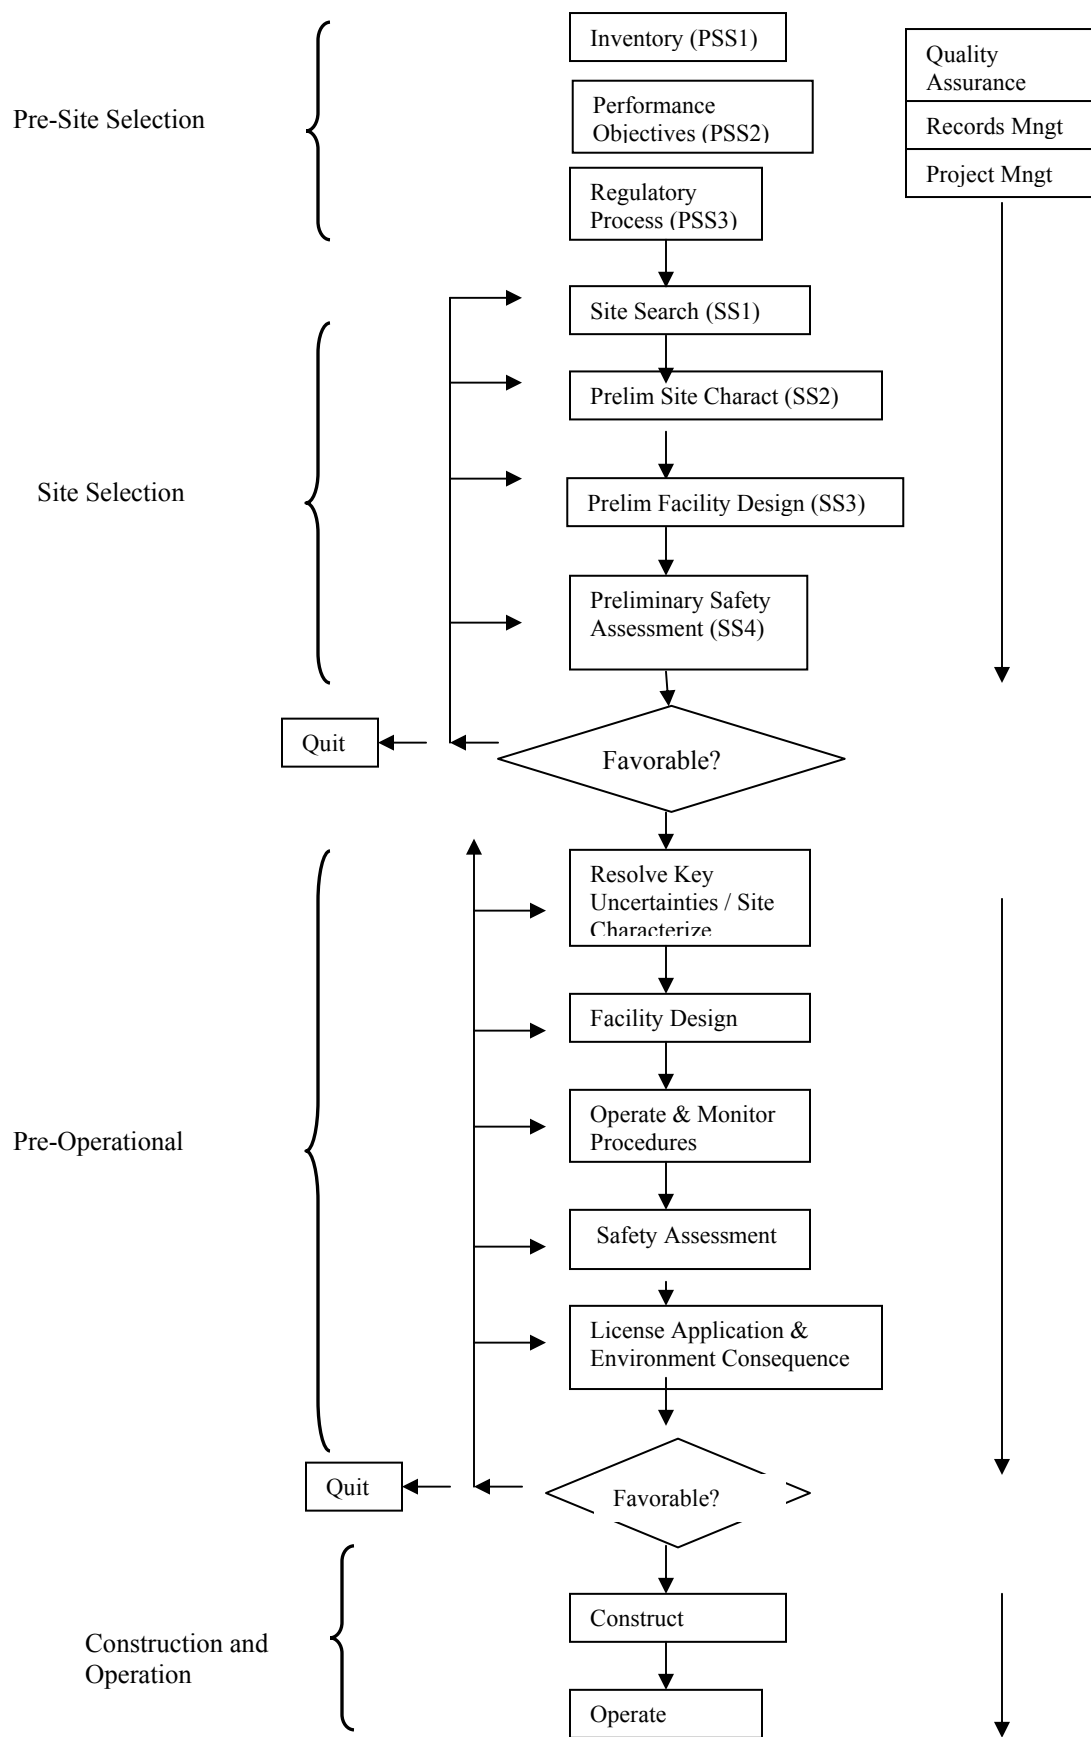 Inventory (PSS1)
Quality
Assurance
Records Mngt
Project Mngt
Pre-Site Selection
Performance
Objectives (PSS2)
Regulatory
Process (PSS3)
Site Search (SS1)
Prelim Site Charact (SS2)
Site Selection
Prelim Facility Design (SS3)
Preliminary Safety
Assessment (SS4)
Quit
Favorable?
Resolve Key
Uncertainties / Site
Characterize
Facility Design
Operate & Monitor
Procedures
Pre-Operational
Safety Assessment
License Application &
Environment Consequence
Quit
Favorable?
Construct
Construction and
Operation
Operate